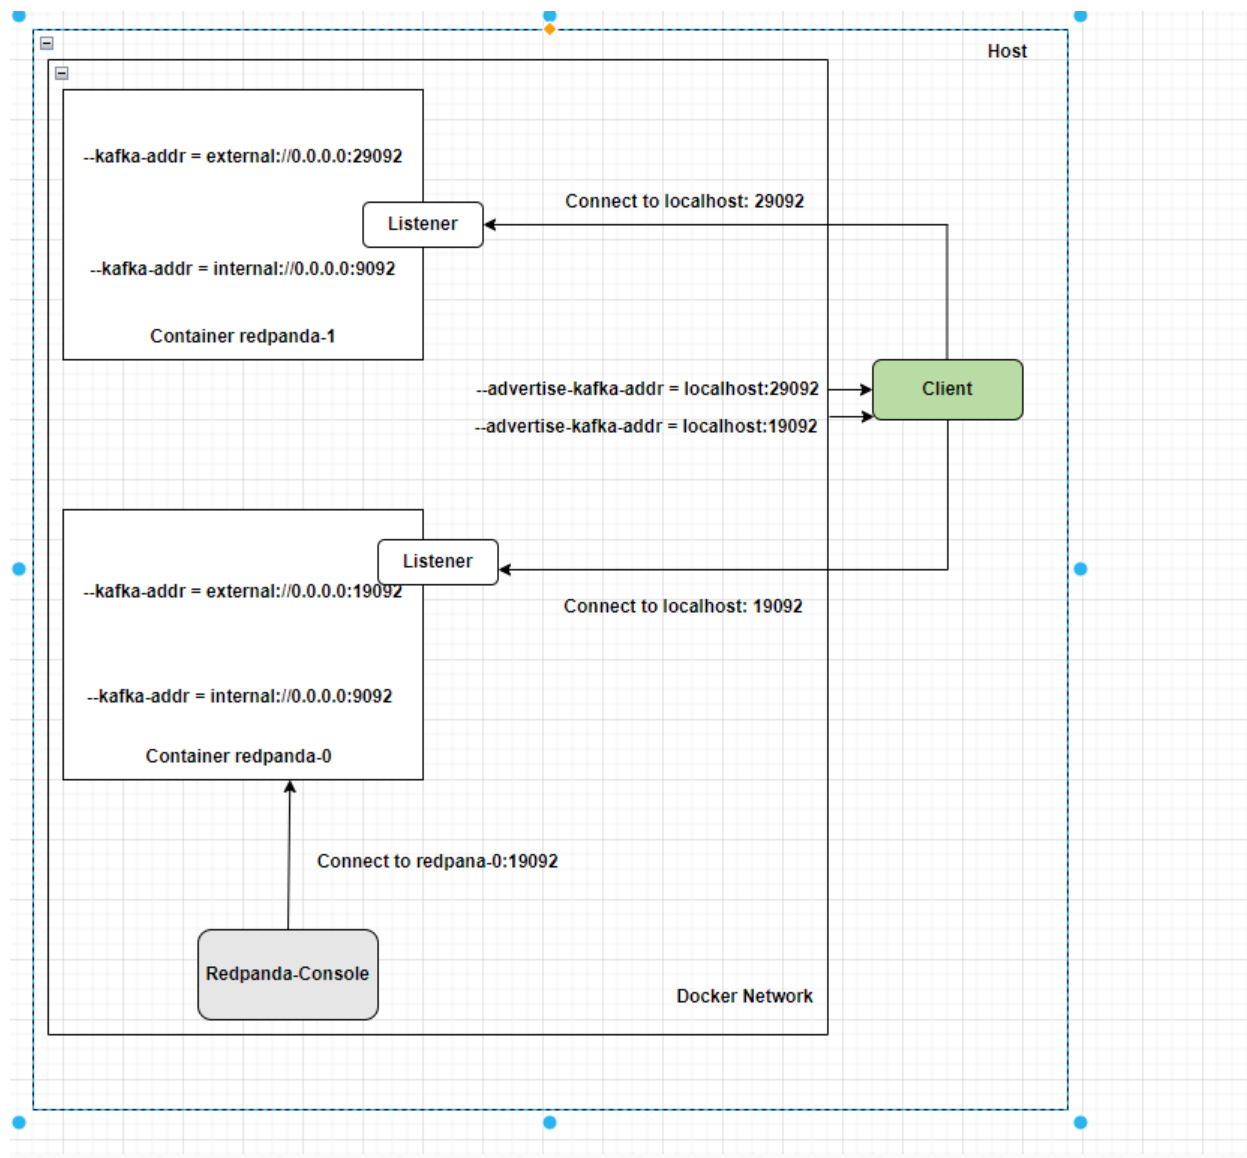 Host
--kafka-addr = external://0.0.0.0:29092
Connect to localhost: 29092
Listener
--kafka-addr = internal://0.0.0.0:9092
Container redpanda-1
--advertise-kafka-addr = localhost:29092
Client
--advertise-kafka-addr = localhost:19092
Listener
--kafka-addr = external://0.0.0.0:19092
Connect to localhost: 19092
--kafka-addr = internal://0.0.0.0:9092
Container redpanda-0
Connect to redpana-0:19092
Redpanda-Console
Docker Network